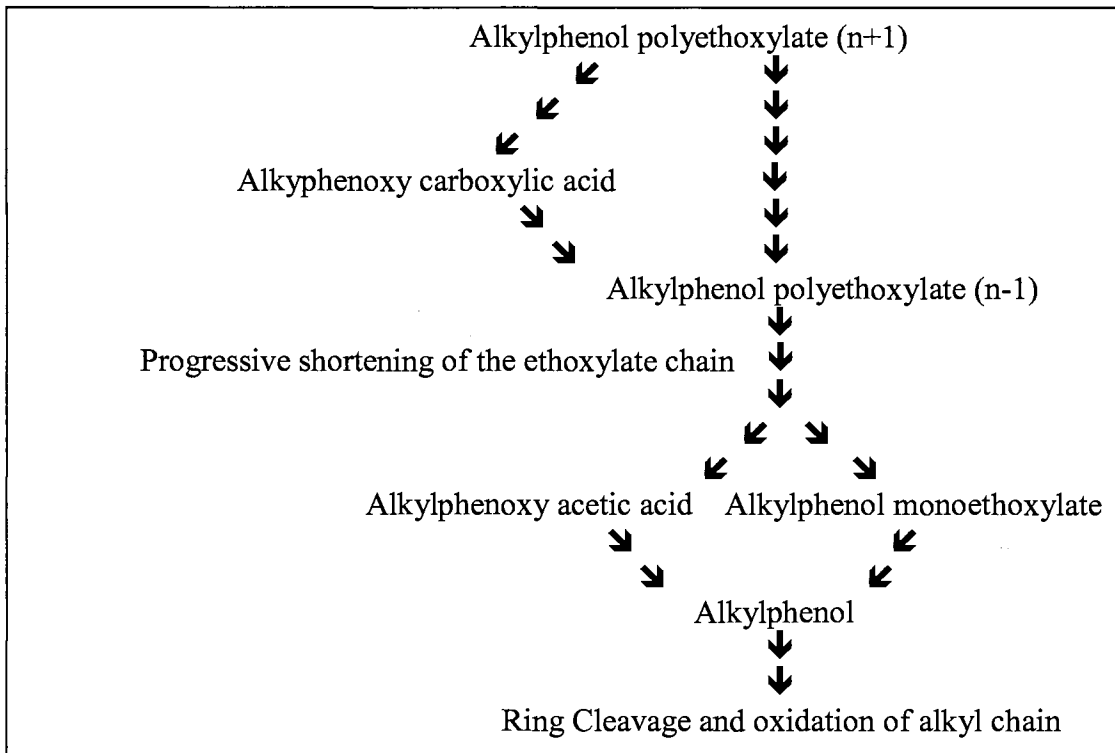 Alkylphenol polyethoxylate (n+1)
Alkyphenoxy carboxylic acid
Alkylphenol polyethoxylate (n-1)
Progressive shortening of the ethoxylate chain
Alkylphenoxy acetic acid
Alkylphenol monoethoxylate
Alkylphenol
Ring Cleavage and oxidation of alkyl chain